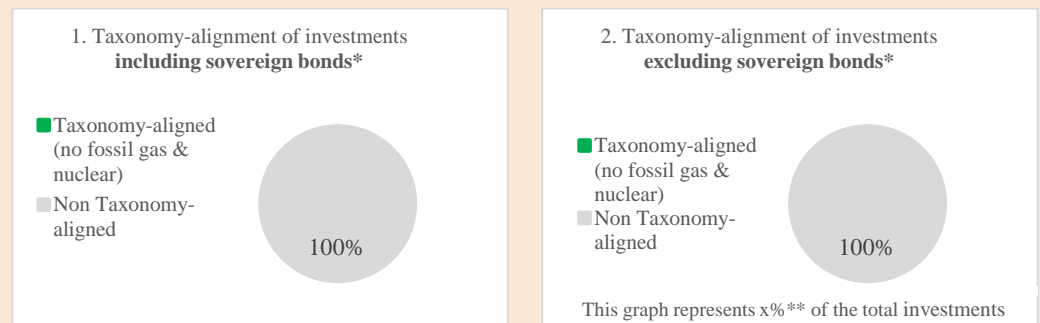 1. Taxonomy-alignment of investments
including sovereign bonds*
Taxonomy-aligned
(no fossil gas &
nuclear)
Non Taxonomy-
aligned
100%
2. Taxonomy-alignment of investments
excluding sovereign bonds*
Taxonomy-aligned
(no fossil gas &
nuclear)
Non Taxonomy-
aligned
100%
This graph represents x%** of the total investments